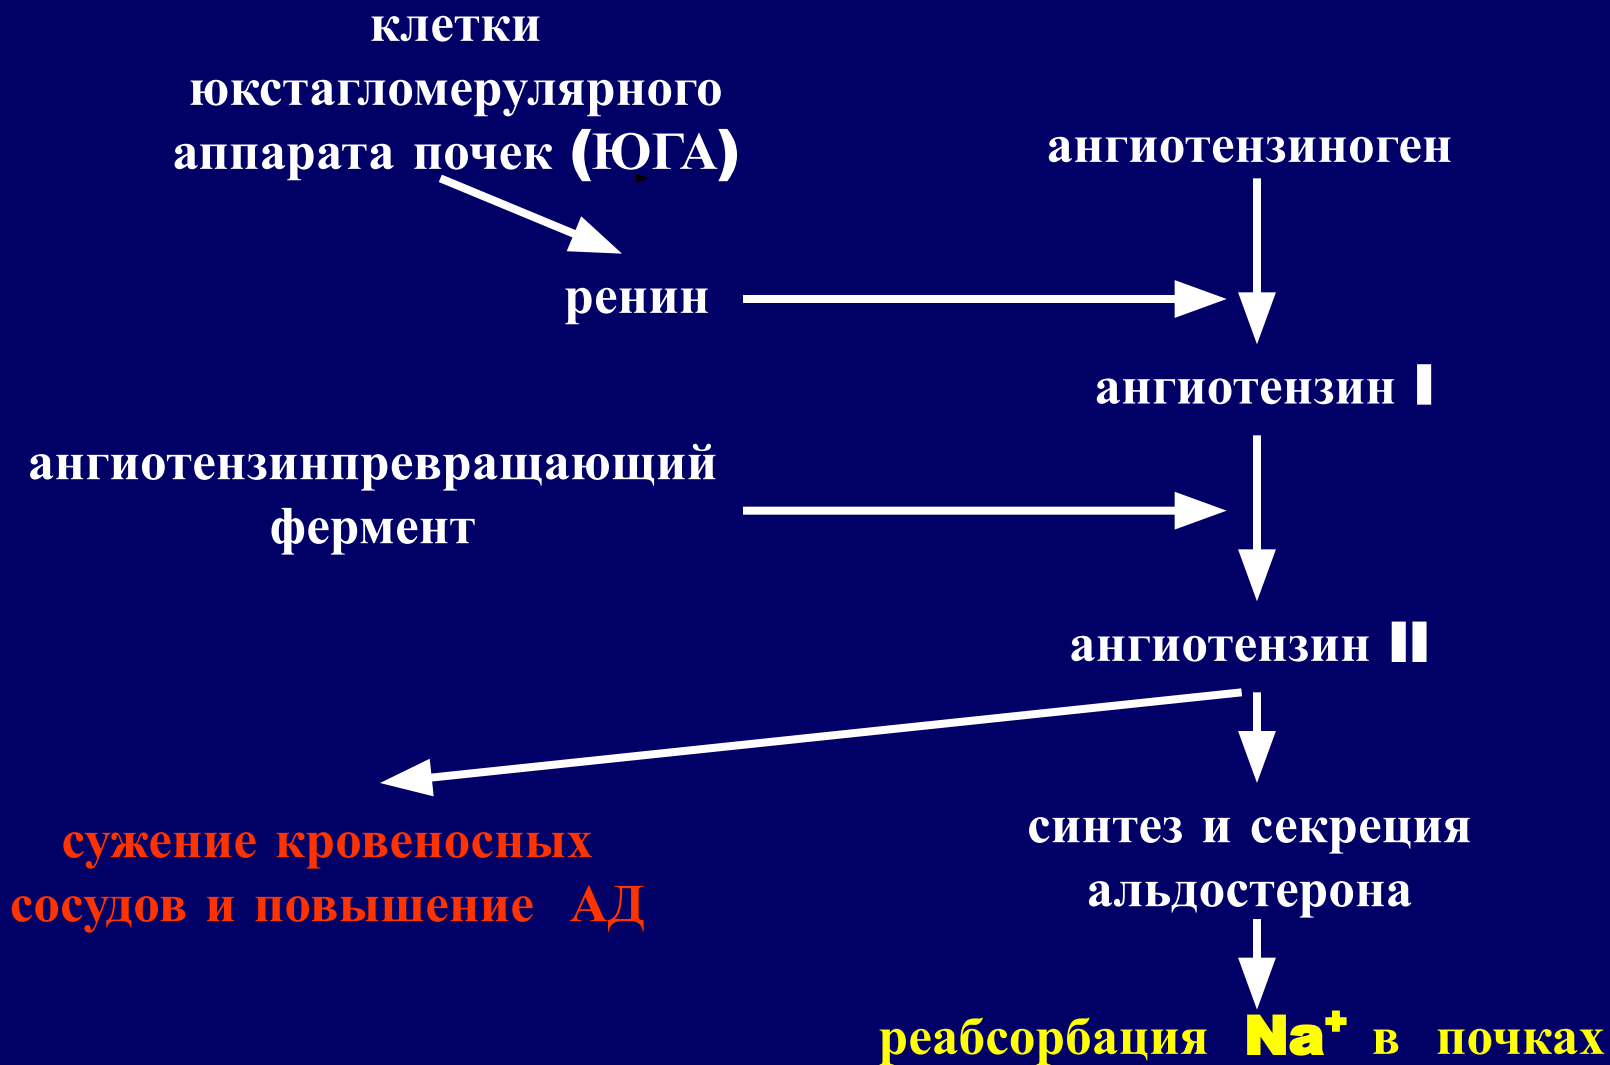 клетки
юкстагломерулярного
аппарата почек (ЮГА)
ангиотензиноген
ренин
ангиотензин I
ангиотензинпревращающий
фермент
ангиотензин II
сужение кровеносных
сосудов и повышение АД
синтез и секреция
альдостерона
реабсорбация Na⁺ в почках